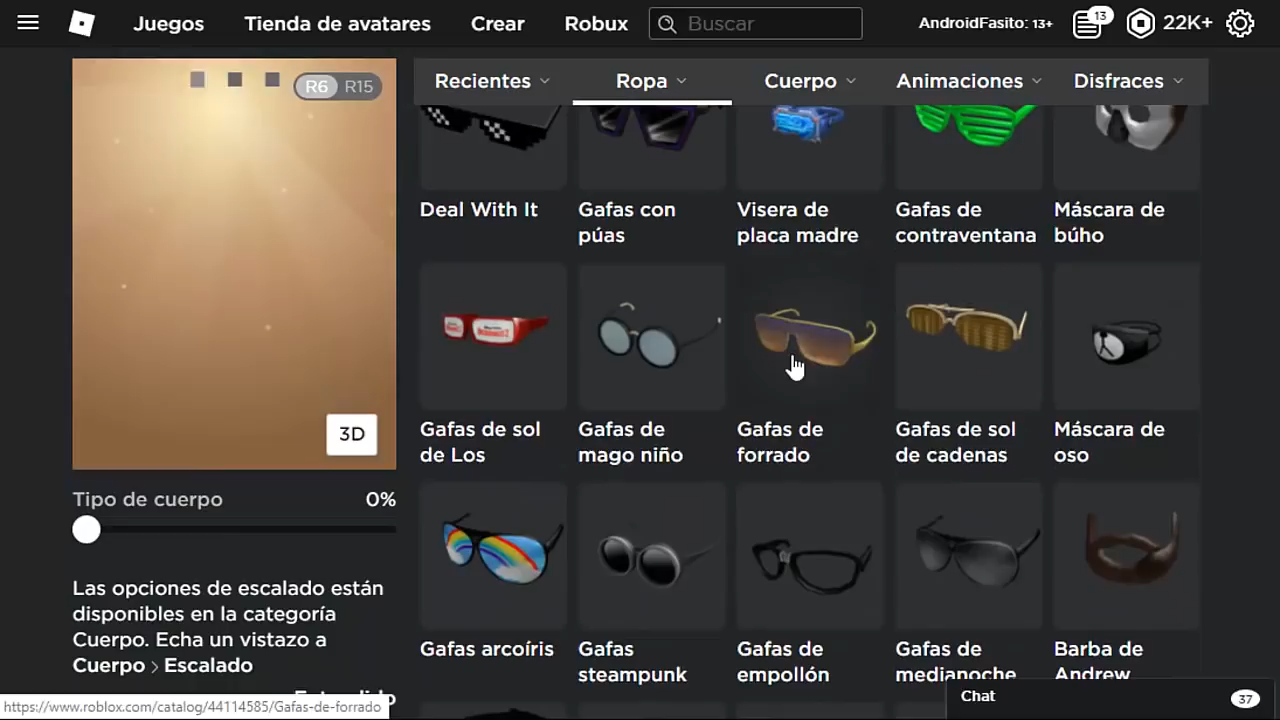 Juegos
Tienda de avatares
Crear
Robux
Buscar
AndroidFasito: 13+
13
22K+
R6 R15
3D
Tipo de cuerpo
0%
Las opciones de escalado están
disponibles en la categoría
Cuerpo. Echa un vistazo a
Cuerpo > Escalado
Recientes
Ropa
Cuerpo
Animaciones
Disfraces
Deal With It
Gafas con
púas
Visera de
placa madre
Gafas de
contraventana
Máscara de
búho
Gafas de sol
de Los
Gafas de
mago niño
Gafas de
forrado
Gafas de sol
de cadenas
Máscara de
oso
Gafas arcoíris
Gafas
steampunk
Gafas de
empollón
Gafas de
medianoche
Barba de
Andrew
https://www.roblox.com/catalog/44114585/Gafas-de-forrado
Chat
37